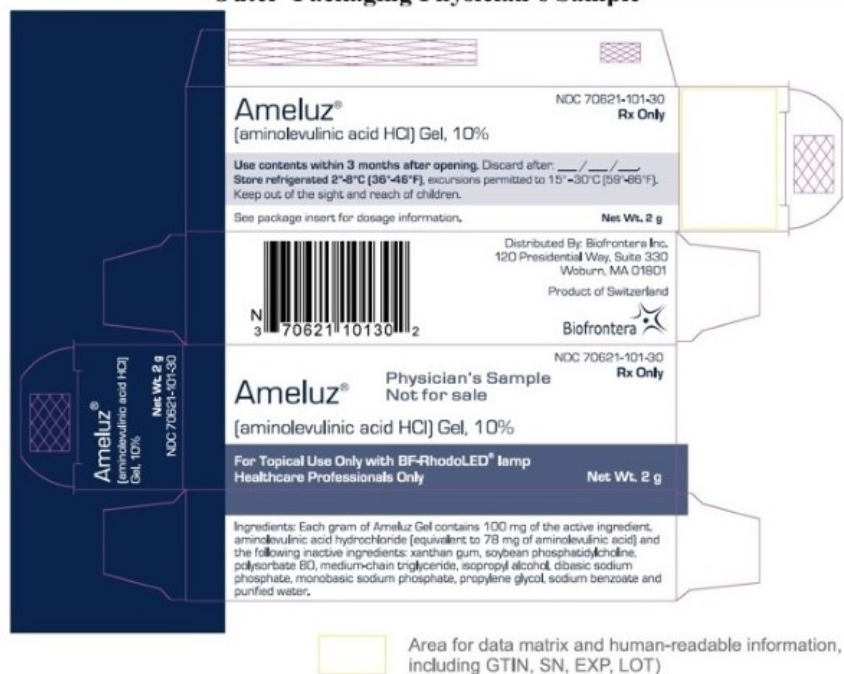 Outer Packaging Physician's Sample
Ameluz®
(aminolevulinic acid HCl) Gel, 10%
NDC 70621-101-30
Rx Only
Use contents within 3 months after opening. Discard after: __/__/__.
Store refrigerated 2°-8°C (36°-46°F), excursions permitted to 15°-30°C (59°-86°F).
Keep out of the sight and reach of children.
See package insert for dosage information.
Net Wt. 2 g
Distributed By: Biofrontera Inc.
120 Presidential Way, Suite 330
Woburn, MA 01801
Product of Switzerland
Biofrontera
N
3 70621 10130 2
NDC 70621-101-30
Rx Only
Ameluz®
Physician's Sample
Not for sale
(aminolevulinic acid HCl) Gel, 10%
For Topical Use Only with BF-RhodoLED® lamp
Healthcare Professionals Only
Net Wt. 2 g
Ingredients: Each gram of Ameluz Gel contains 100 mg of the active ingredient,
aminolevulinic acid hydrochloride (equivalent to 78 mg of aminolevulinic acid) and
the following inactive ingredients: xanthan gum, soybean phosphatidylcholine,
polysorbate 80, medium-chain triglyceride, isopropyl alcohol, dibasic sodium
phosphate, monobasic sodium phosphate, propylene glycol, sodium benzoate and
purified water.
Ameluz®
(aminolevulinic acid HCl)
Gel, 10%
Net Wt. 2 g
NDC 70621-101-30
Area for data matrix and human-readable information,
including GTIN, SN, EXP, LOT)